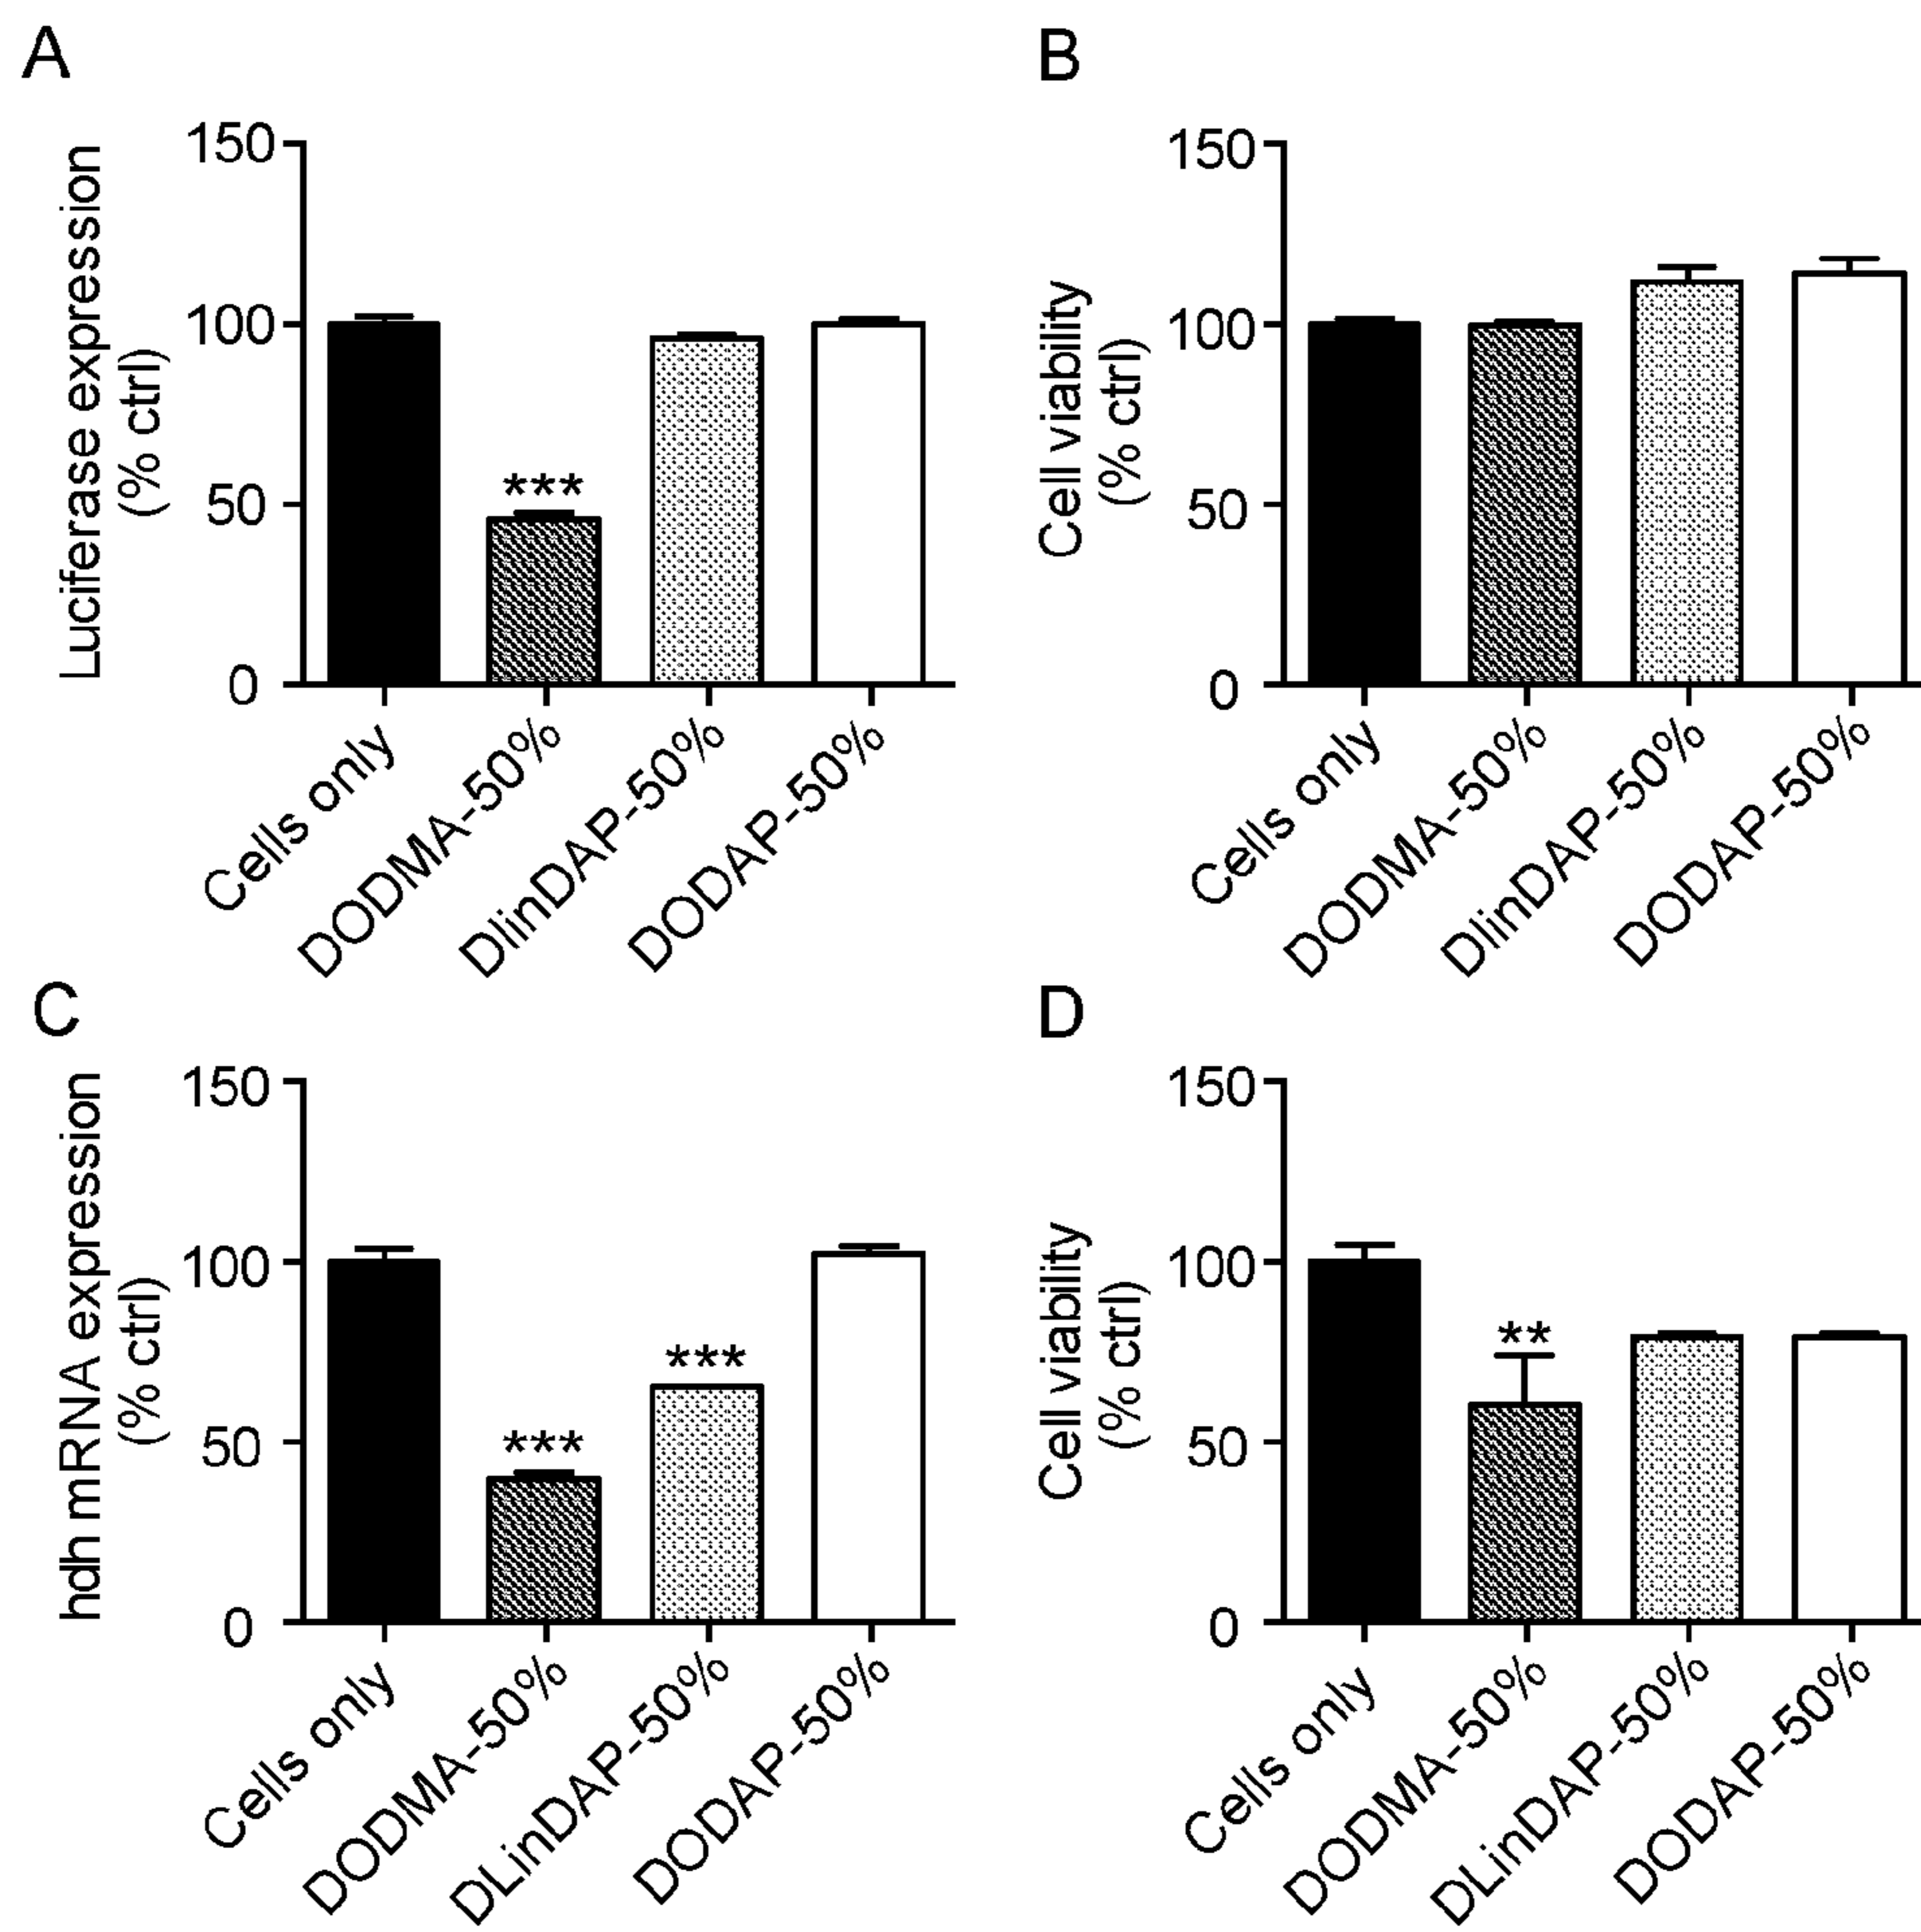 A
Luciferase expression
(% ctrl)
150
100
50
0
***
Cells only
DODMA-50%
DlinDAP-50%
DODAP-50%
B
Cell viability
(% ctrl)
150
100
50
0
Cells only
DODMA-50%
DlinDAP-50%
DODAP-50%
C
hdh mRNA expression
(% ctrl)
150
100
50
0
***
***
Cells only
DODMA-50%
DLinDAP-50%
DODAP-50%
D
Cell viability
(% ctrl)
150
100
50
0
**
Cells only
DODMA-50%
DLinDAP-50%
DODAP-50%